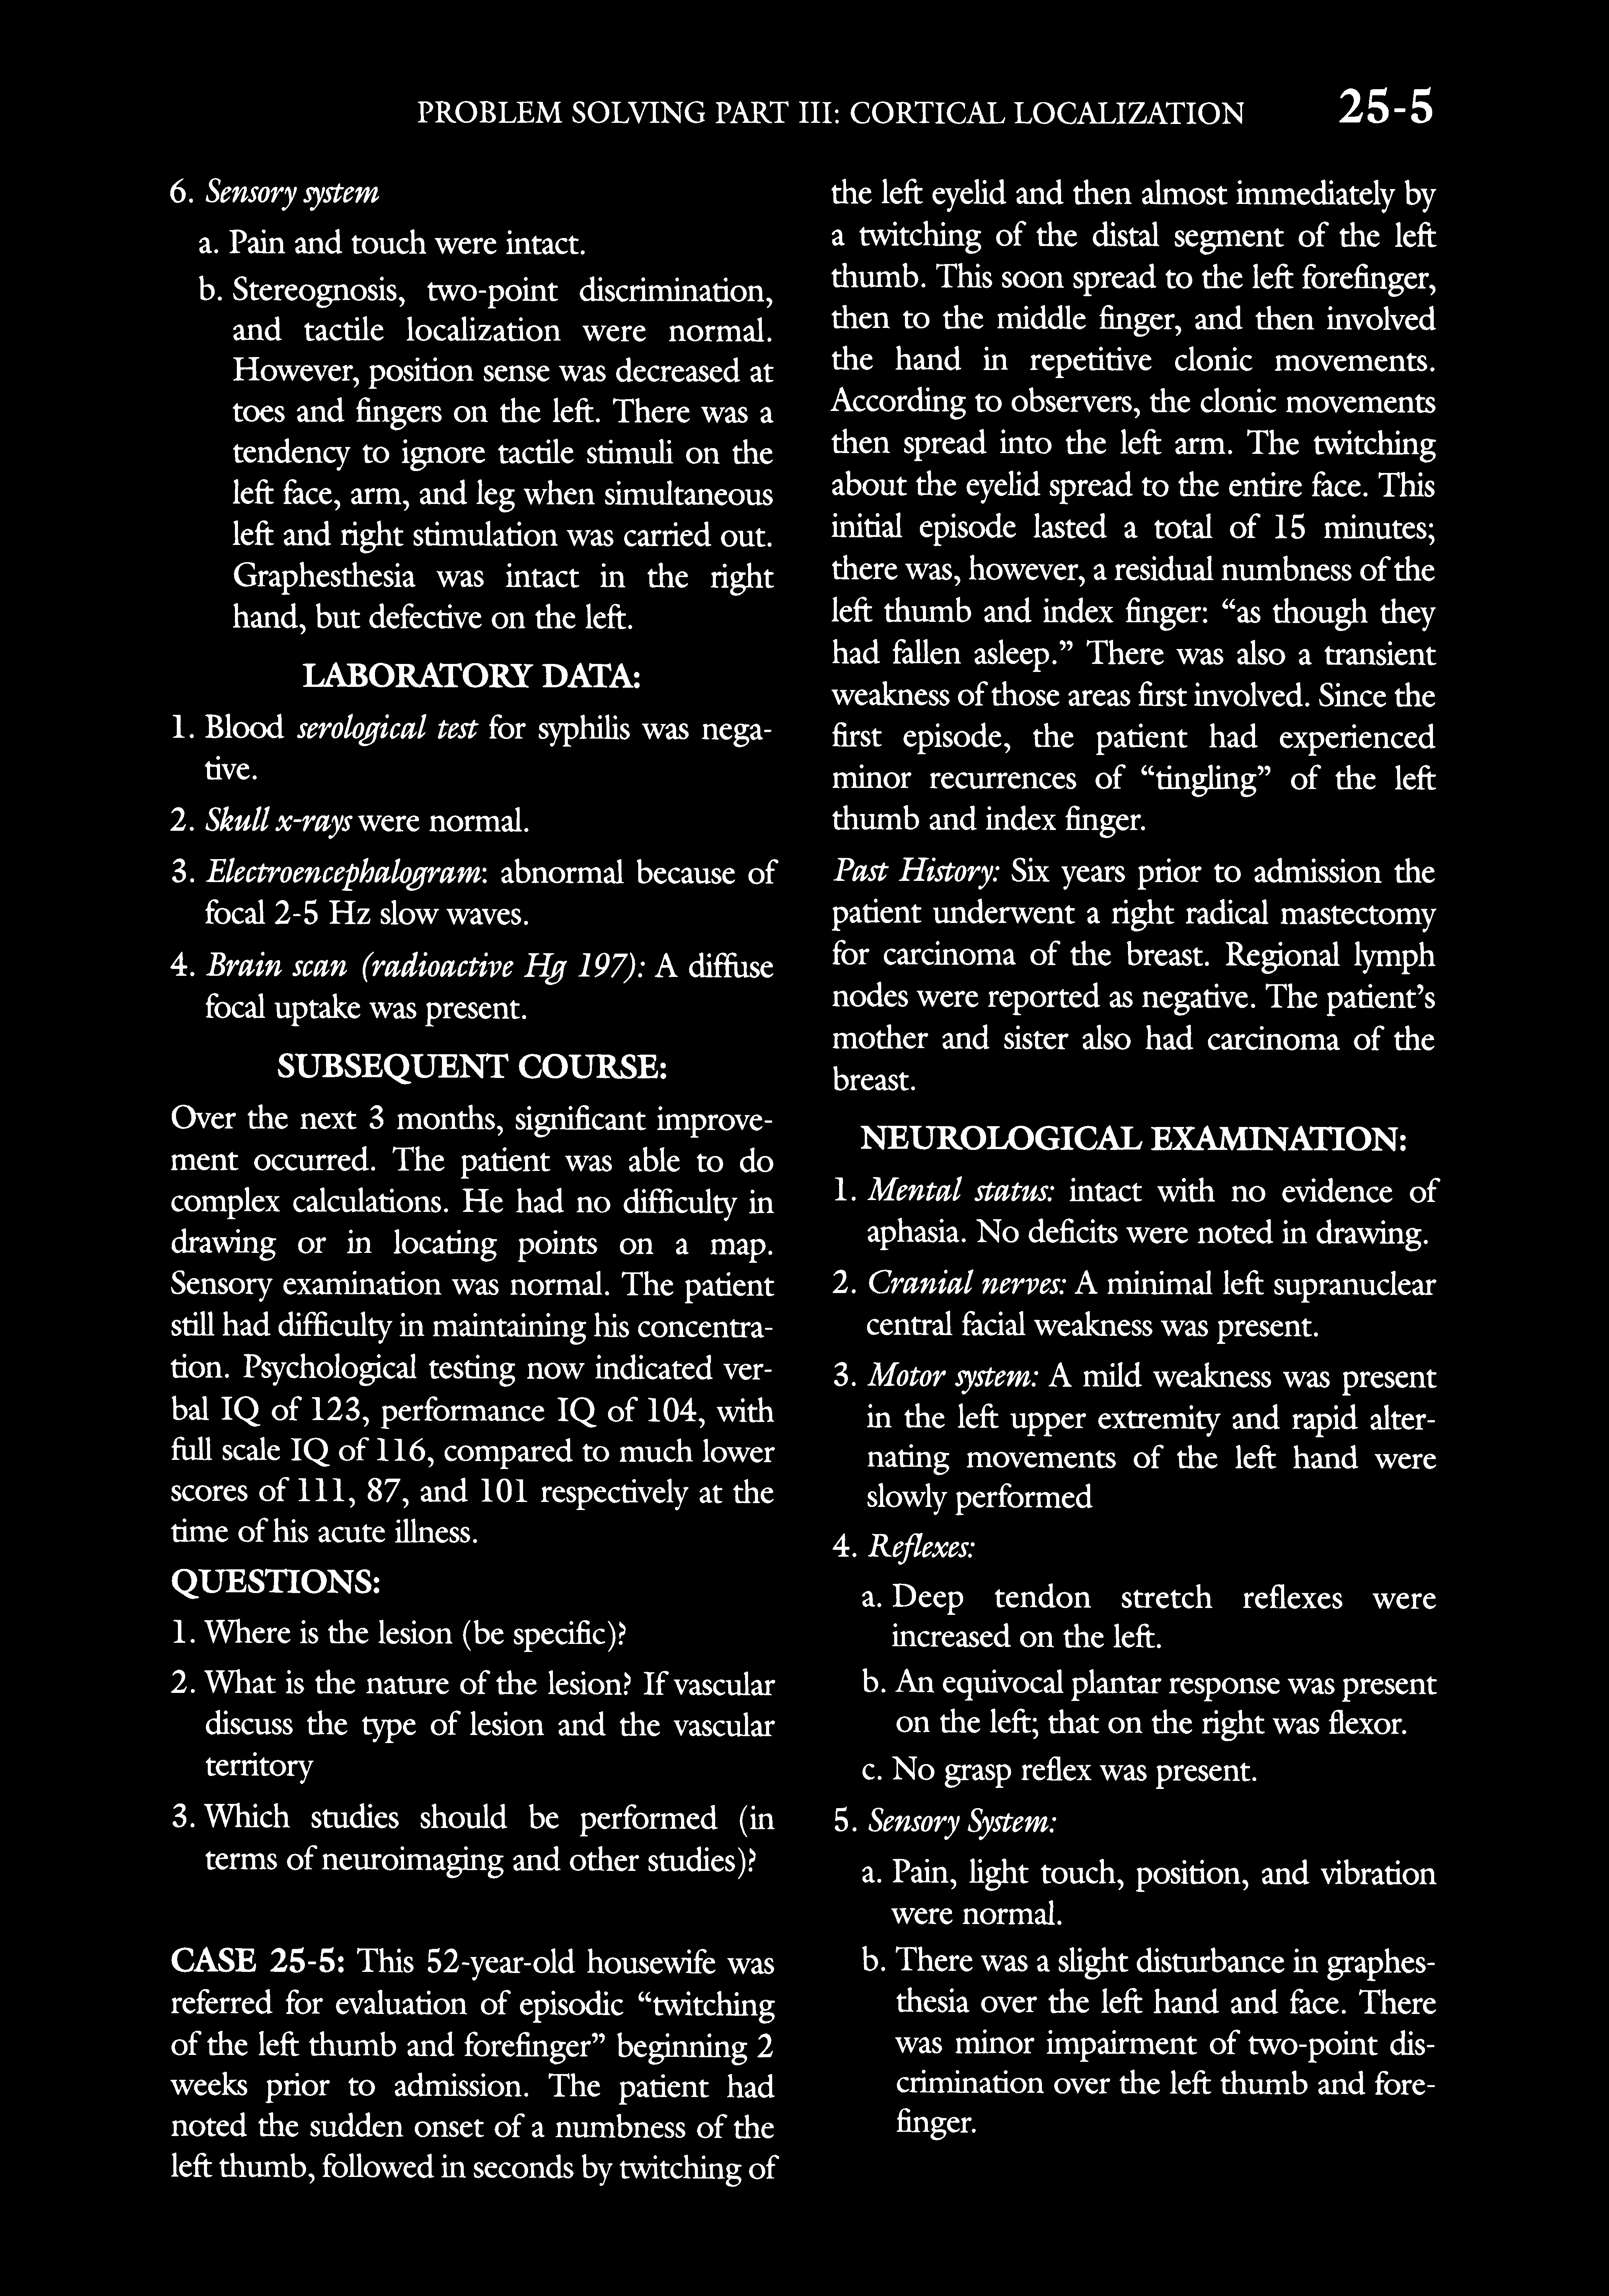 PROBLEM SOLVING PART III: CORTICAL LOCALIZATION 25-5
6. Sensory system
a. Pain and touch were intact.
b. Stereognosis, two-point discrimination,
and tactile localization were normal.
However, position sense was decreased at
toes and fingers on the left. There was a
tendency to ignore tactile stimuli on the
left face, arm, and leg when simultaneous
left and right stimulation was carried out.
Graphesthesia was intact in the right
hand, but defective on the left.
LABORATORY DATA:
1. Blood serological test for syphilis was nega-
tive.
2. Skull x-rays were normal.
3. Electroencephalogram: abnormal because of
focal 2-5 Hz slow waves.
4. Brain scan (radioactive Hg 197): A diffuse
focal uptake was present.
SUBSEQUENT COURSE:
Over the next 3 months, significant improve-
ment occurred. The patient was able to do
complex calculations. He had no difficulty in
drawing or in locating points on a map.
Sensory examination was normal. The patient
still had difficulty in maintaining his concentra-
tion. Psychological testing now indicated ver-
bal IQ of 123, performance IQ of 104, with
full scale IQ of 116, compared to much lower
scores of 111, 87, and 101 respectively at the
time of his acute illness.
QUESTIONS:
1. Where is the lesion (be specific)?
2. What is the nature of the lesion? If vascular
discuss the type of lesion and the vascular
territory
3. Which studies should be performed (in
terms of neuroimaging and other studies)?
CASE 25-5: This 52-year-old housewife was
referred for evaluation of episodic “twitching
of the left thumb and forefinger” beginning 2
weeks prior to admission. The patient had
noted the sudden onset of a numbness of the
left thumb, followed in seconds by twitching of
the left eyelid and then almost immediately by
a twitching of the distal segment of the left
thumb. This soon spread to the left forefinger,
then to the middle finger, and then involved
the hand in repetitive clonic movements.
According to observers, the clonic movements
then spread into the left arm. The twitching
about the eyelid spread to the entire face. This
initial episode lasted a total of 15 minutes;
there was, however, a residual numbness of the
left thumb and index finger: “as though they
had fallen asleep.” There was also a transient
weakness of those areas first involved. Since the
first episode, the patient had experienced
minor recurrences of “tingling” of the left
thumb and index finger.
Past History: Six years prior to admission the
patient underwent a right radical mastectomy
for carcinoma of the breast. Regional lymph
nodes were reported as negative. The patient’s
mother and sister also had carcinoma of the
breast.
NEUROLOGICAL EXAMINATION:
1. Mental status: intact with no evidence of
aphasia. No deficits were noted in drawing.
2. Cranial nerves: A minimal left supranuclear
central facial weakness was present.
3. Motor system: A mild weakness was present
in the left upper extremity and rapid alter-
nating movements of the left hand were
slowly performed
4. Reflexes:
a. Deep tendon stretch reflexes were
increased on the left.
b. An equivocal plantar response was present
on the left; that on the right was flexor.
c. No grasp reflex was present.
5. Sensory System:
a. Pain, light touch, position, and vibration
were normal.
b. There was a slight disturbance in graphes-
thesia over the left hand and face. There
was minor impairment of two-point dis-
crimination over the left thumb and fore-
finger.